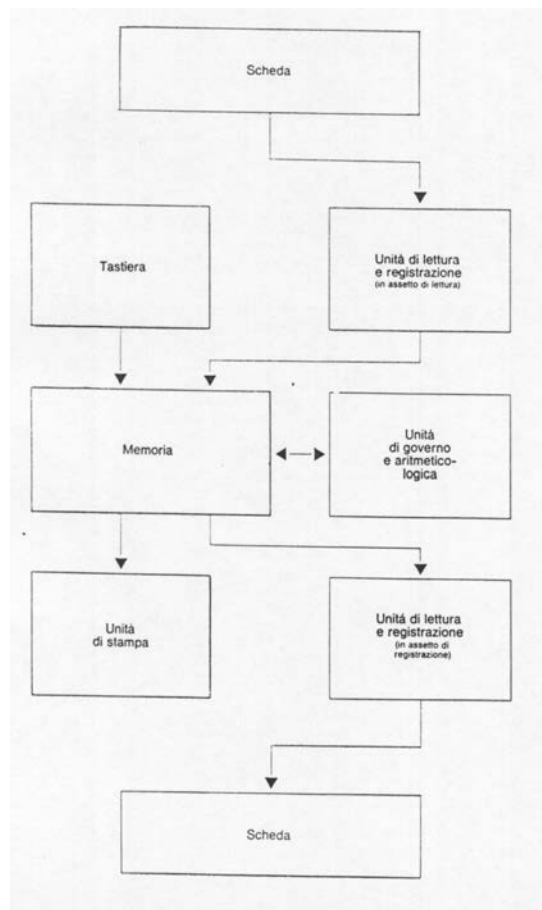 Scheda
Tastiera
Unità di lettura
e registrazione
(in assetto di lettura)
Memoria
Unità
di governo
e aritmetico-
logica
Unità
di stampa
Unitá di lettura
e registrazione
(in assetto di
registrazione)
Scheda